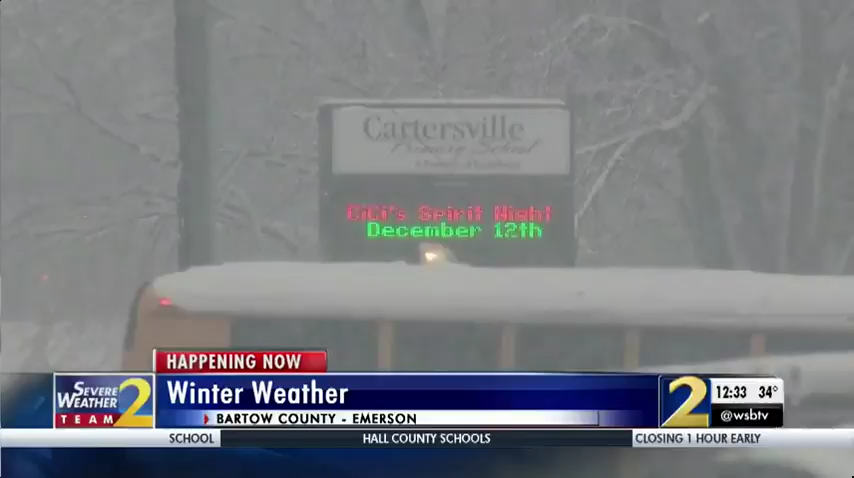 Cartersville
Primary School
CiCi's Spirit Night
December 12th
HAPPENING NOW
SEVERE
WEATHER 2
TEAM
Winter Weather
BARTOW COUNTY - EMERSON
2
12:33 34°
@wsbtv
SCHOOL HALL COUNTY SCHOOLS CLOSING 1 HOUR EARLY